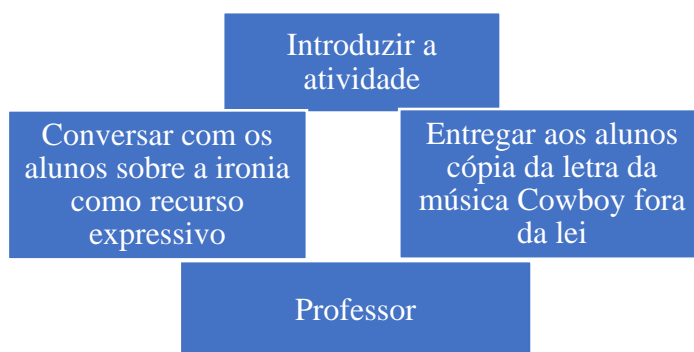 Introduzir a
atividade
Conversar com os
alunos sobre a ironia
como recurso
expressivo
Entregar aos alunos
cópia da letra da
música Cowboy fora
da lei
Professor